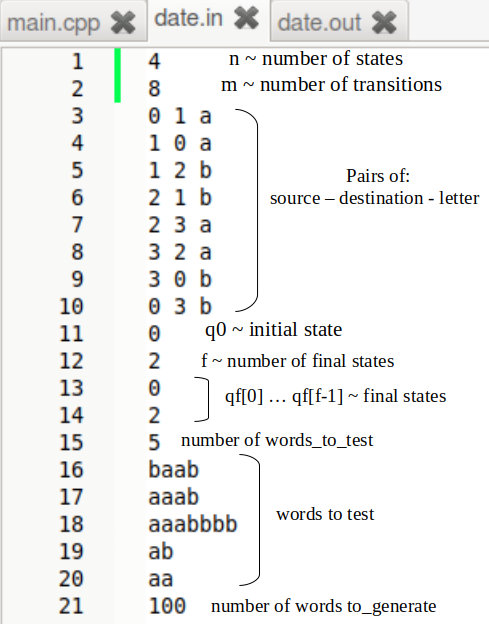 main.cpp date.in date.out
1 4 n ~ number of states
2 8 m ~ number of transitions
3 0 1 a
4 1 0 a
5 1 2 b
Pairs of:
6 2 1 b
source – destination - letter
7 2 3 a
8 3 2 a
9 3 0 b
10 0 3 b
11 0 q0 ~ initial state
12 2 f ~ number of final states
13 0
qf[0] ... qf[f-1] ~ final states
14 2
15 5 number of words_to_test
16 baab
17 aaab
words to test
18 aaabbbb
19 ab
20 aa
21 100 number of words to_generate